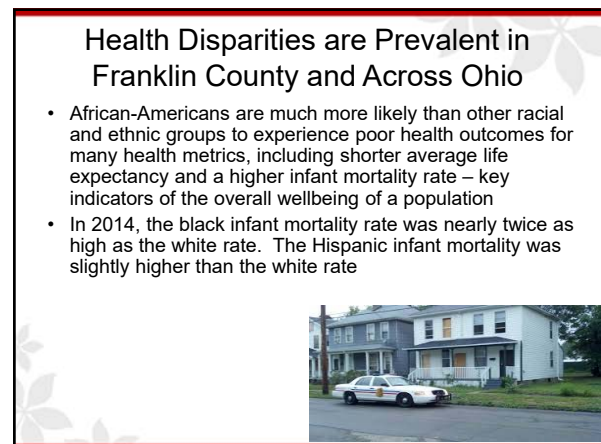 Health Disparities are Prevalent in
Franklin County and Across Ohio
• African-Americans are much more likely than other racial
and ethnic groups to experience poor health outcomes for
many health metrics, including shorter average life
expectancy and a higher infant mortality rate – key
indicators of the overall wellbeing of a population
• In 2014, the black infant mortality rate was nearly twice as
high as the white rate.  The Hispanic infant mortality was
slightly higher than the white rate